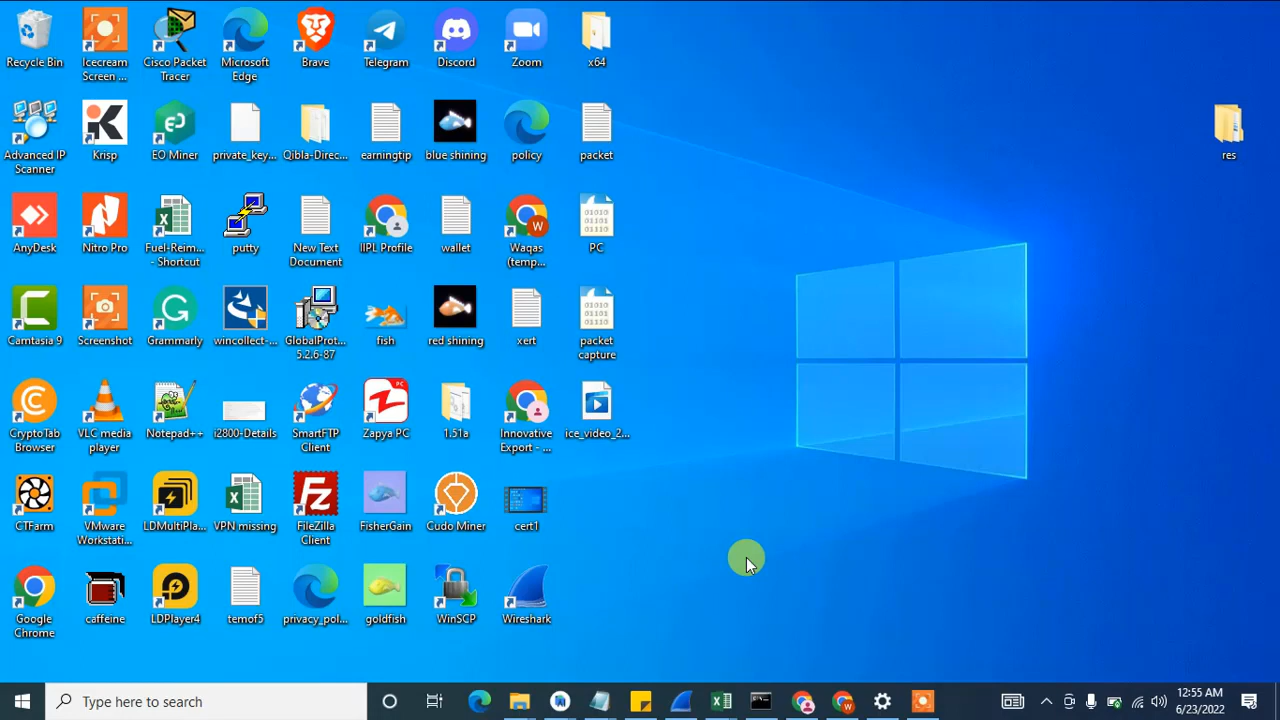 Recycle Bin
Icecream
Screen ...
Cisco Packet
Tracer
Microsoft
Edge
Brave
Telegram
Discord
Zoom
x64
Advanced IP
Scanner
Krisp
EO Miner
private_key...
Qibla-Direc...
earningtip
blue shining
policy
packet
res
AnyDesk
Nitro Pro
Fuel-Reim...
- Shortcut
putty
New Text
Document
IIPL Profile
wallet
Waqas
(temp...
PC
Camtasia 9
Screenshot
Grammarly
wincollect-...
GlobalProt...
5.2.6-87
fish
red shining
xert
packet
capture
CryptoTab
Browser
VLC media
player
Notepad++
i2800-Details
SmartFTP
Client
Zapya PC
1.51a
Innovative
Export - ...
ice_video_2...
CTFarm
VMware
Workstati...
LDMultiPla...
VPN missing
FileZilla
Client
FisherGain
Cudo Miner
cert1
Google
Chrome
caffeine
LDPlayer4
temof5
privacy_pol...
goldfish
WinSCP
Wireshark
Type here to search
12:55 AM
6/23/2022